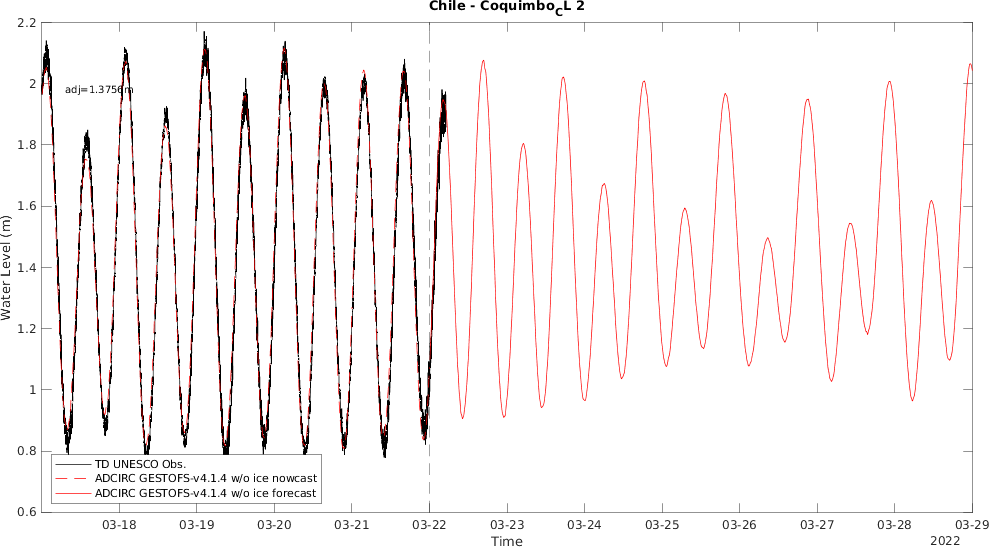 Chile - Coquimbo_CL 2
Water Level (m)
2.2
2
1.8
1.6
1.4
1.2
1
0.8
0.6
adj=1.3756m
TD UNESCO Obs.
ADCIRC GESTOFS-v4.1.4 w/o ice nowcast
ADCIRC GESTOFS-v4.1.4 w/o ice forecast
03-18 03-19 03-20 03-21 03-22 03-23 03-24 03-25 03-26 03-27 03-28 03-29
Time
2022